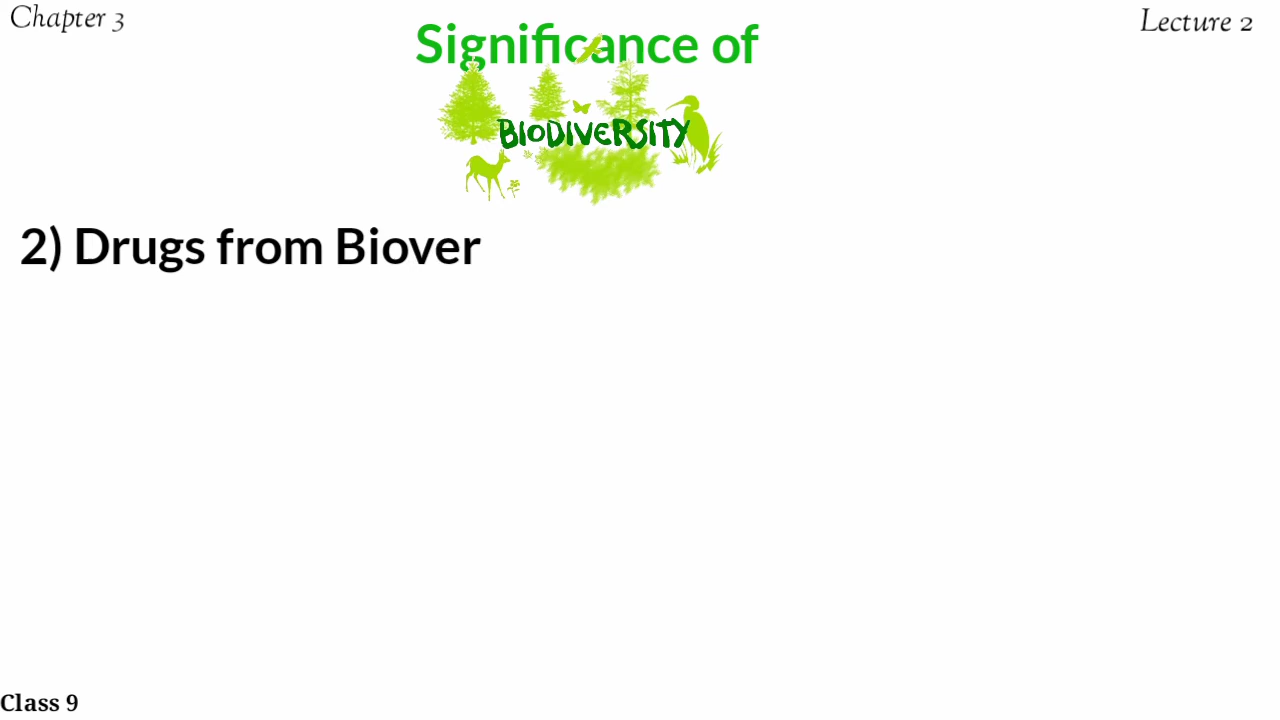 Chapter 3
Lecture 2
Significance of
BIODIVERSITY
2) Drugs from Biover
Class 9